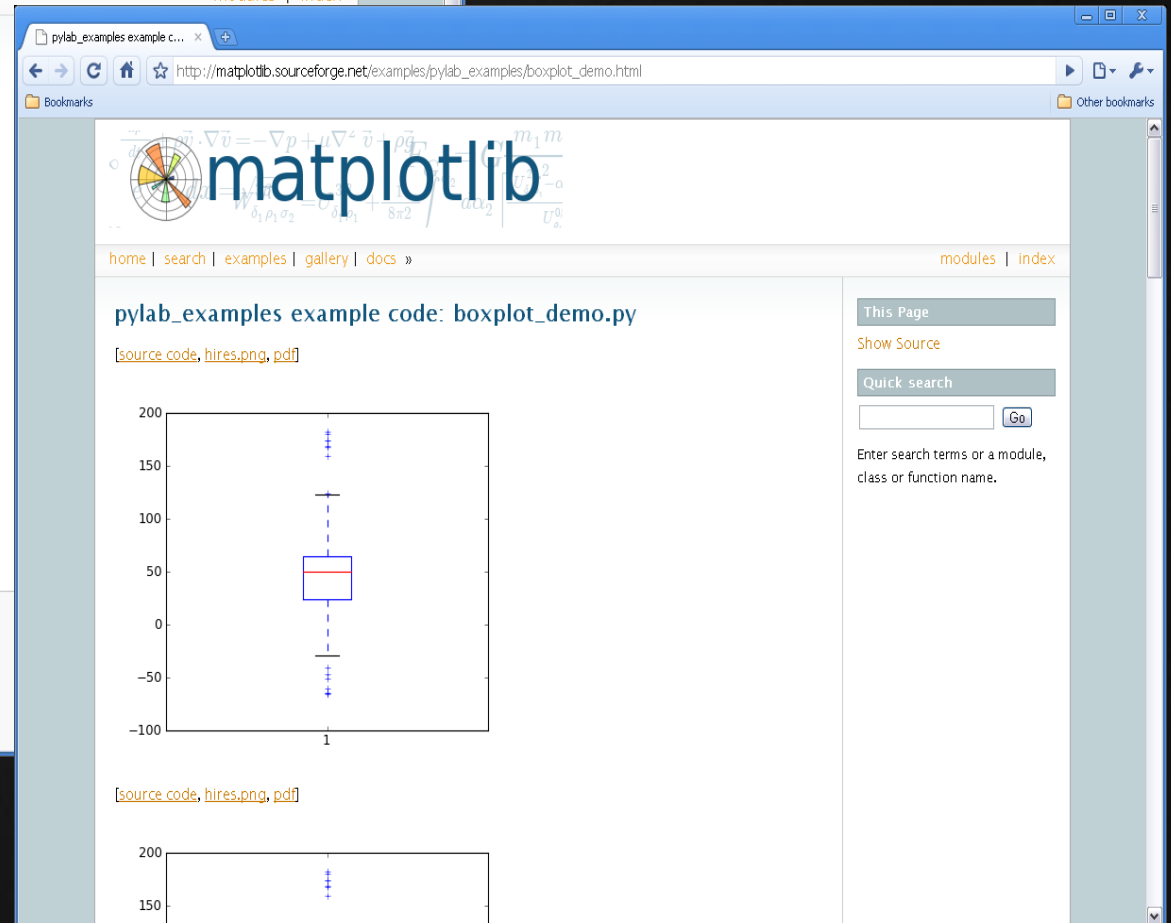 modules | index
pylab_examples example c...
http://matplotlib.sourceforge.net/examples/pylab_examples/boxplot_demo.html
Bookmarks
Other bookmarks
matplotlib
home | search | examples | gallery | docs »
modules | index
pylab_examples example code: boxplot_demo.py
[source code, hires.png, pdf]
200
150
100
50
0
−50
−100
1
[source code, hires.png, pdf]
200
150
This Page
Show Source
Quick search
Go
Enter search terms or a module,
class or function name.